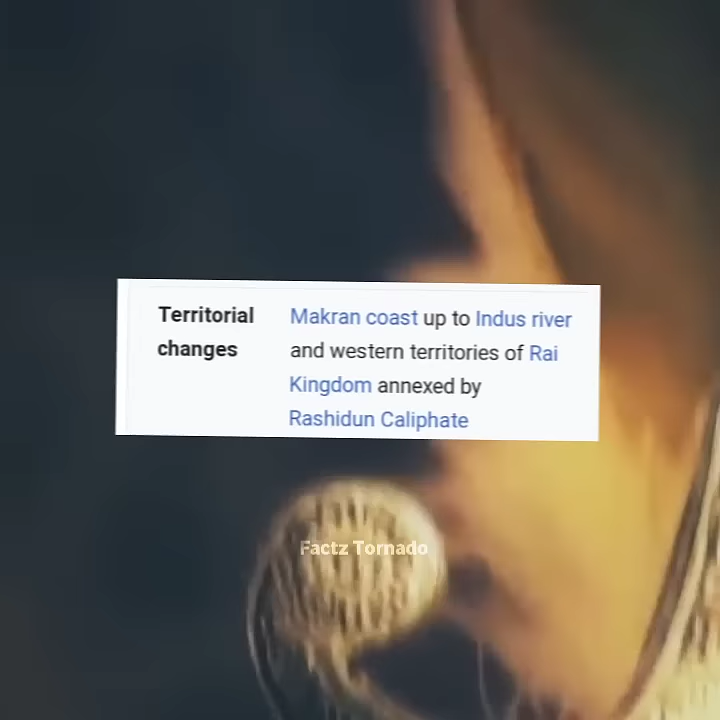 Territorial changes
Makran coast up to Indus river
and western territories of Rai
Kingdom annexed by
Rashidun Caliphate
Factz Tornado